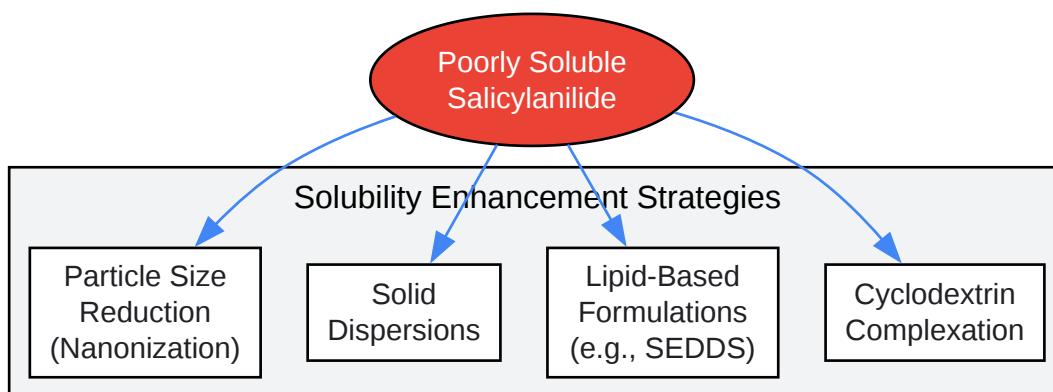 Poorly Soluble
Salicylanilide
Solubility Enhancement Strategies
Particle Size
Reduction
(Nanonization)
Solid
Dispersions
Lipid-Based
Formulations
(e.g., SEDDS)
Cyclodextrin
Complexation